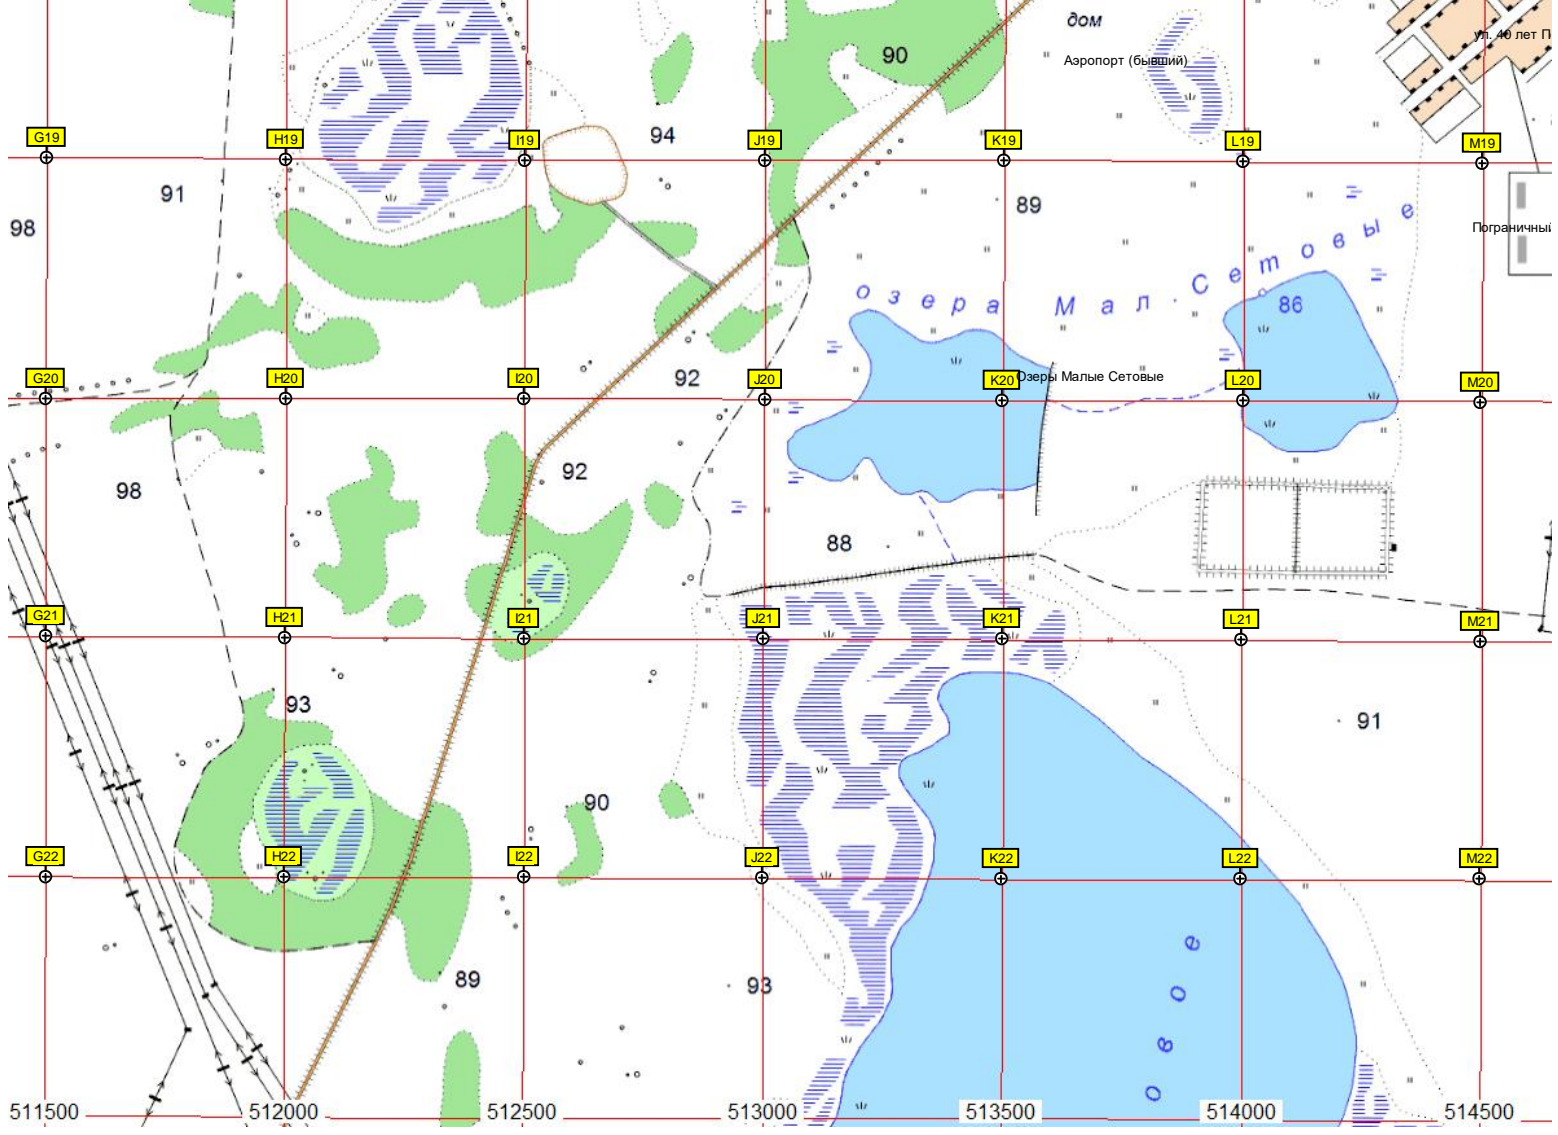 дом
ул. 40 лет П
90
Аэропорт (бывший)
94
G19
H19
I19
J19
K19
L19
M19
91
89
98
Пограничный
озера Мал. Сетовые
86
92
Озеры Малые Сетовые
G20
H20
I20
J20
K20
L20
M20
92
98
88
G21
H21
I21
J21
K21
L21
M21
93
91
90
G22
H22
I22
J22
K22
L22
M22
89
93
овое
511500
512000
512500
513000
513500
514000
514500